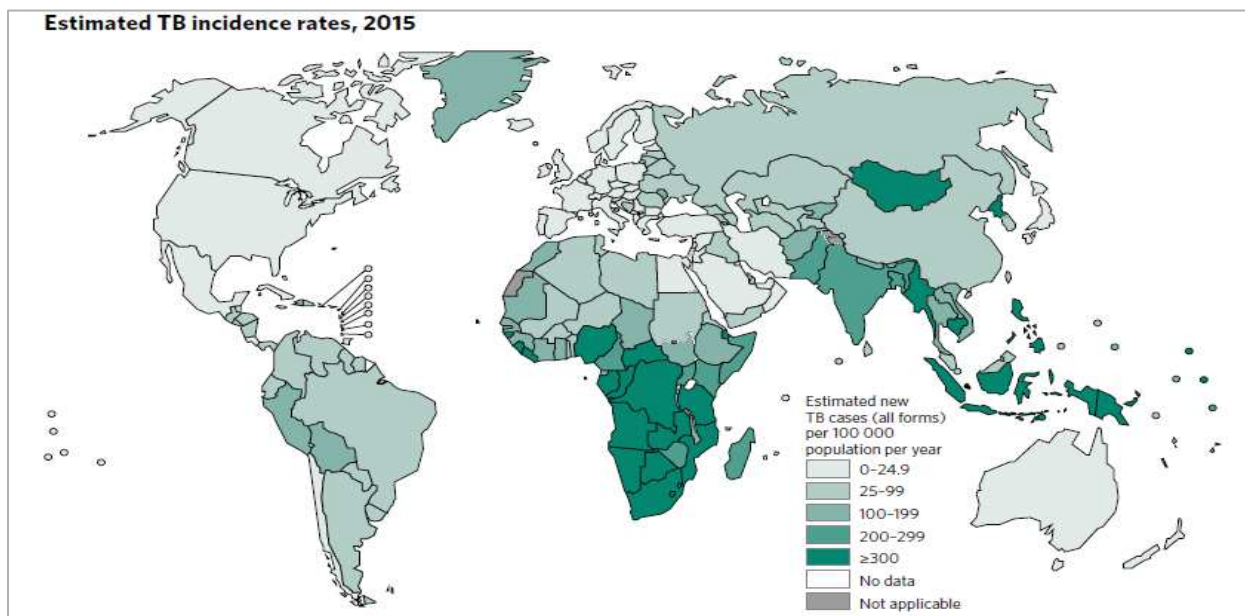 Estimated TB incidence rates, 2015
Estimated new
TB cases (all forms)
per 100 000
population per year
0–24.9
25–99
100–199
200–299
≥300
No data
Not applicable